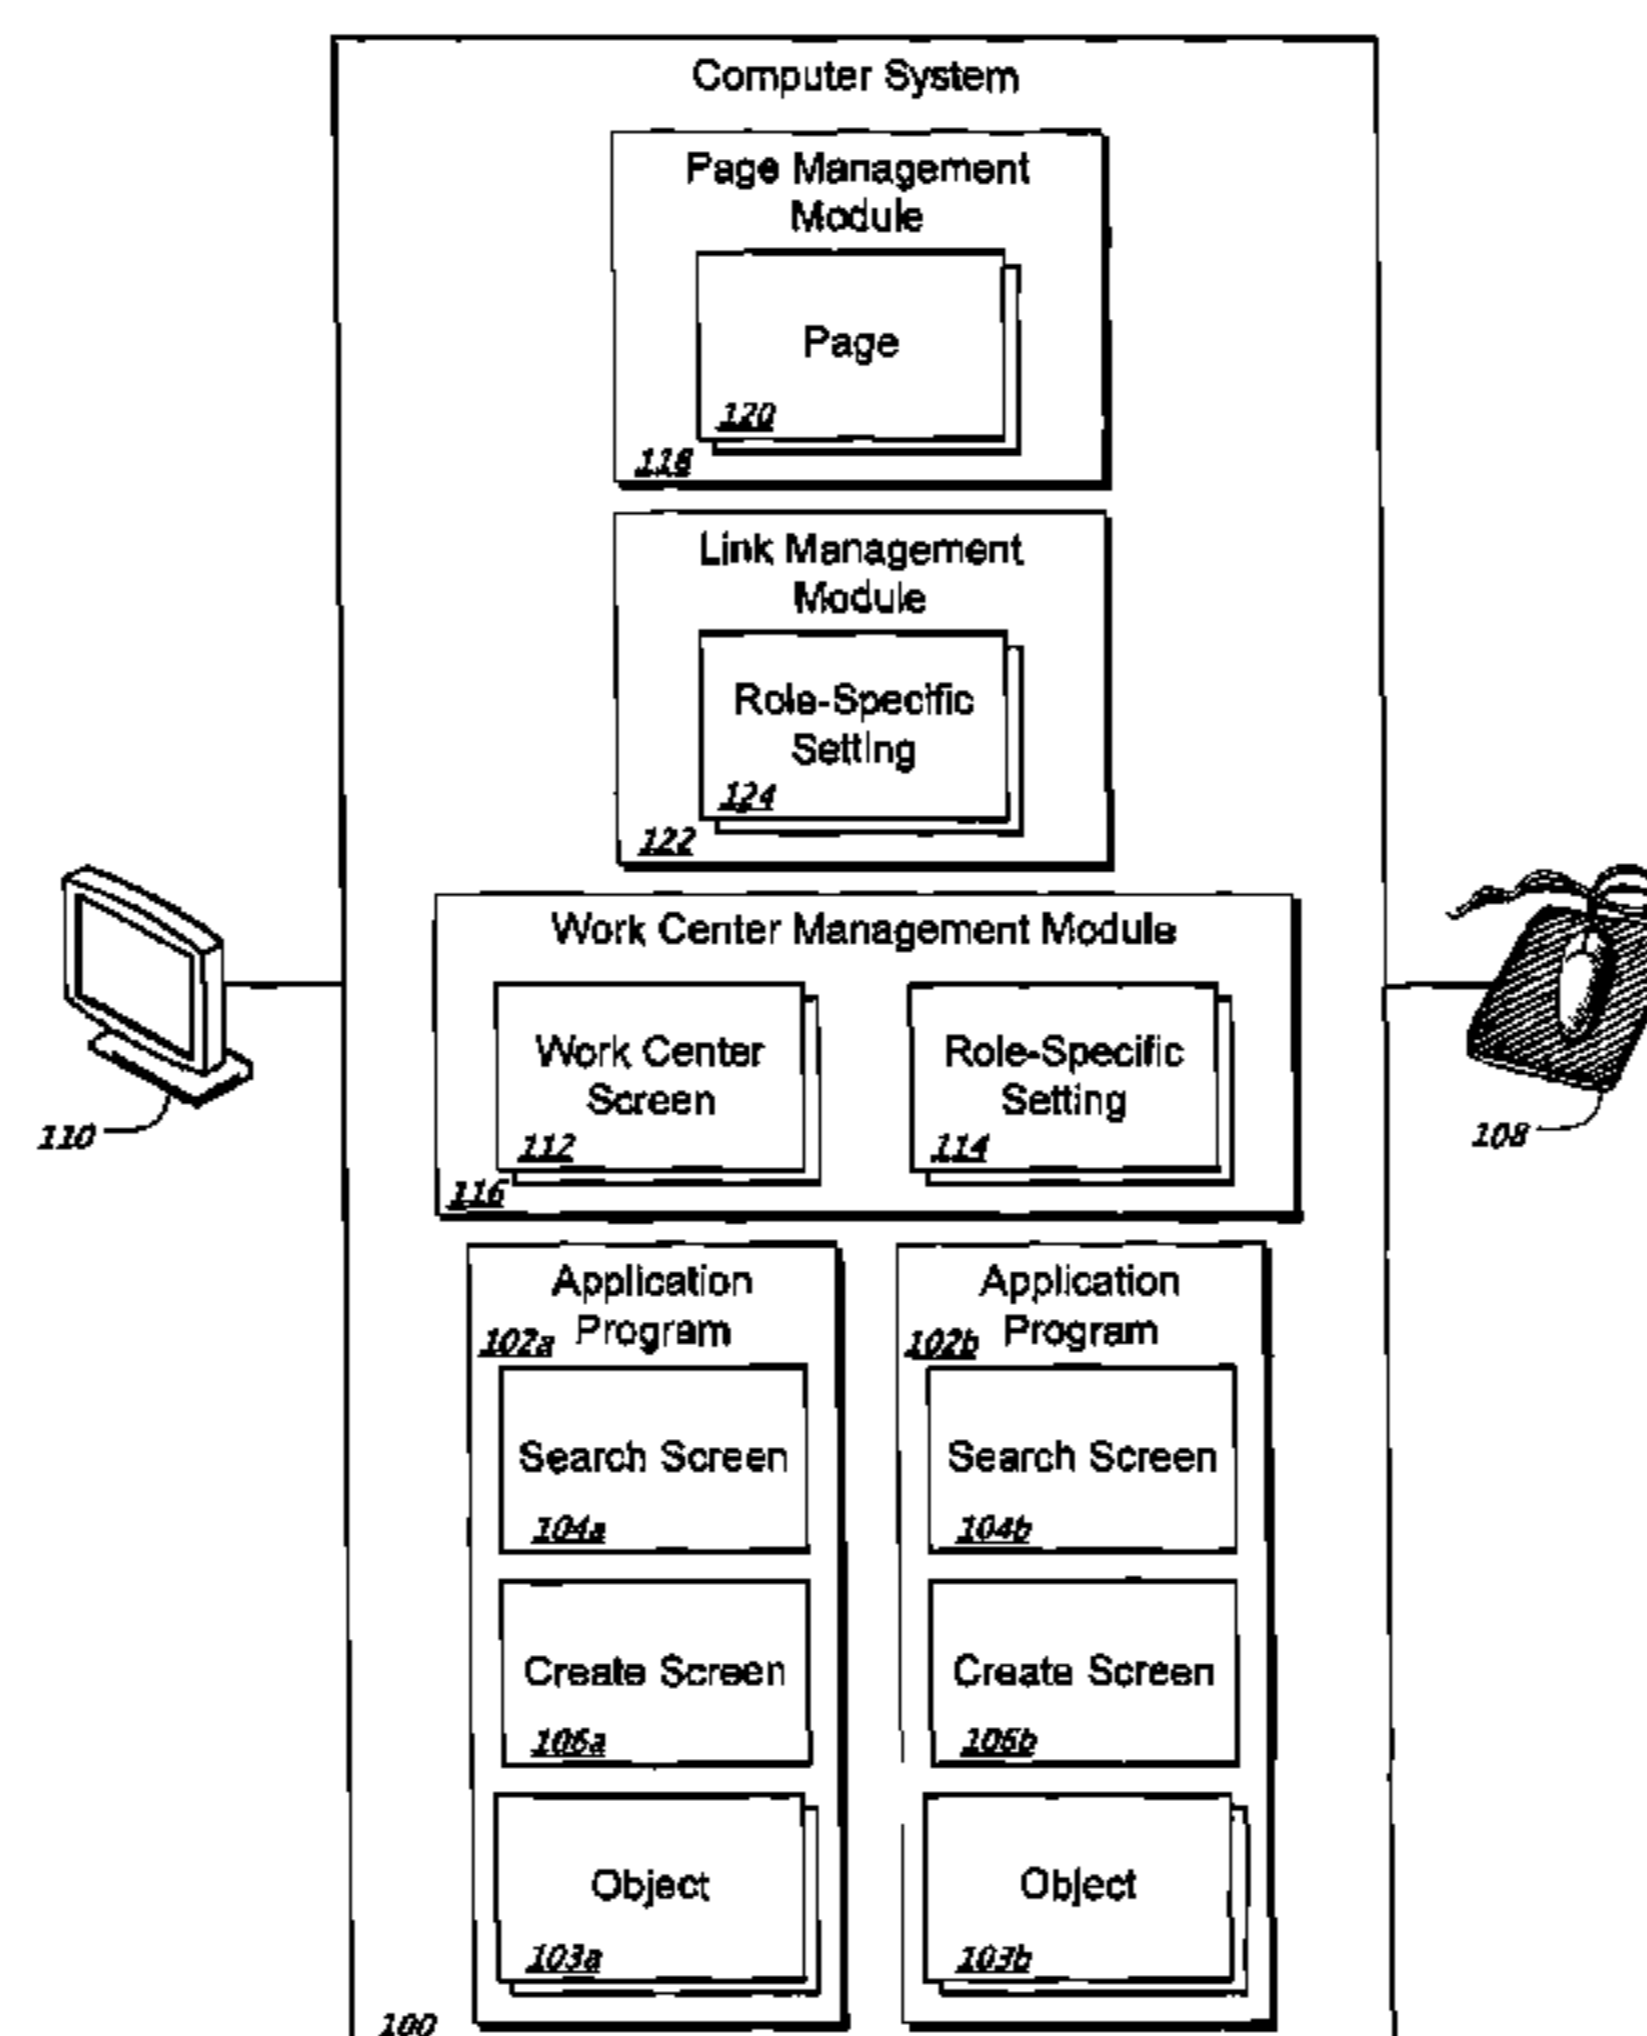 Computer System
Page Management
Module
Page
120
118
Link Management
Module
Role-Specific
Setting
124
122
Work Center Management Module
Work Center
Screen
112
Role-Specific
Setting
114
116
110
108
Application
Program
102a
Search Screen
104a
Create Screen
106a
Object
103a
Application
Program
102b
Search Screen
104b
Create Screen
106b
Object
103b
100